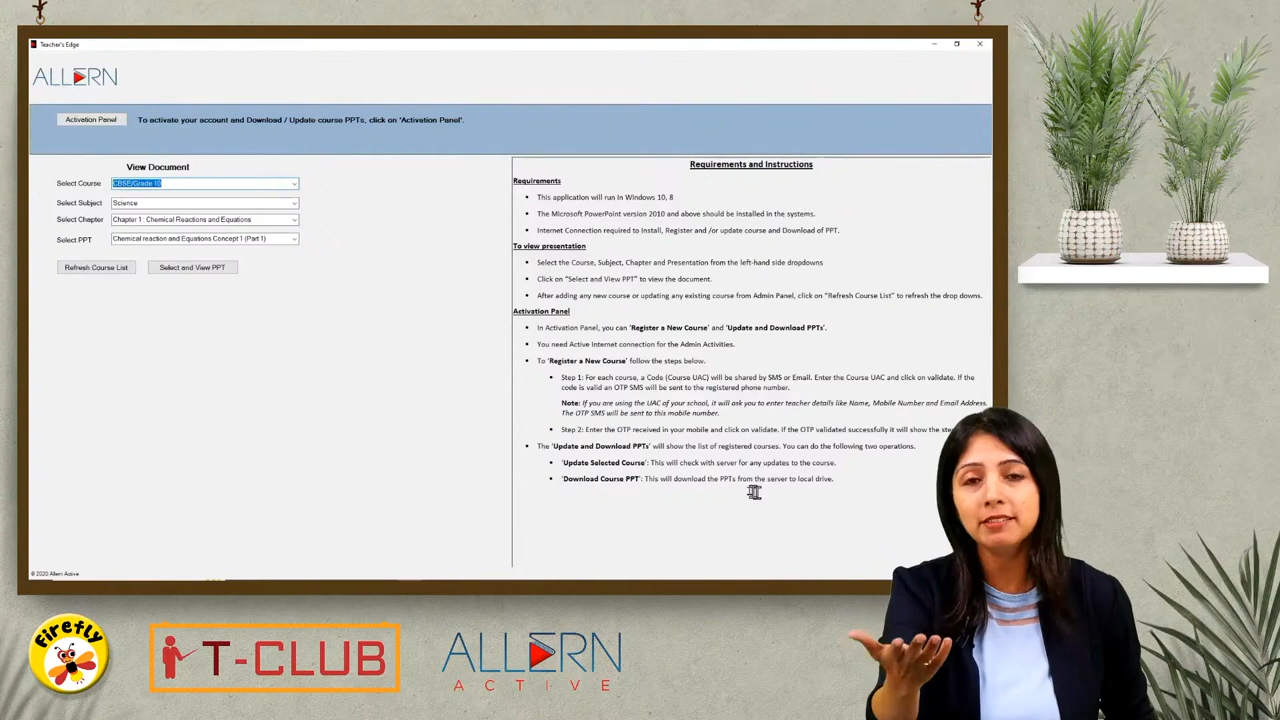 Teacher's Edge
ALLERN
Activation Panel
To activate your account and Download / Update course PPTs, click on 'Activation Panel'.
View Document
Select Course
CBSE/Grade 10
Select Subject
Science
Select Chapter
Chapter 1 : Chemical Reactions and Equations
Select PPT
Chemical reaction and Equations Concept 1 (Part 1)
Refresh Course List
Select and View PPT
Requirements and Instructions
Requirements
• This application will run in Windows 10, 8
• The Microsoft PowerPoint version 2010 and above should be installed in the systems.
• Internet Connection required to Install, Register and /or update course and Download of PPT.
To view presentation
• Select the Course, Subject, Chapter and Presentation from the left-hand side dropdowns
• Click on "Select and View PPT" to view the document.
• After adding any new course or updating any existing course from Admin Panel, click on "Refresh Course List" to refresh the drop downs.
Activation Panel
• In Activation Panel, you can 'Register a New Course' and 'Update and Download PPTs'.
• You need Active Internet connection for the Admin Activities.
• To 'Register a New Course' follow the steps below.
• Step 1: For each course, a Code (Course UAC) will be shared by SMS or Email. Enter the Course UAC and click on validate. If the
code is valid an OTP SMS will be sent to the registered phone number.
Note: If you are using the UAC of your school, it will ask you to enter teacher details like Name, Mobile Number and Email Address.
The OTP SMS will be sent to this mobile number.
• Step 2: Enter the OTP received in your mobile and click on validate. If the OTP validated successfully it will show the
• The 'Update and Download PPTs' will show the list of registered courses. You can do the following two operations.
• 'Update Selected Course': This will check with server for any updates to the course.
• 'Download Course PPT': This will download the PPTs from the server to local drive.
© 2020 Allern Active
firefly
T-CLUB
ALLERN
ACTIVE